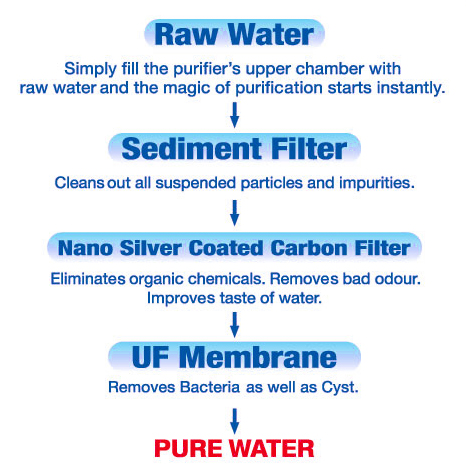 Raw Water
Simply fill the purifier's upper chamber with
raw water and the magic of purification starts instantly.
Sediment Filter
Cleans out all suspended particles and impurities.
Nano Silver Coated Carbon Filter
Eliminates organic chemicals. Removes bad odour.
Improves taste of water.
UF Membrane
Removes Bacteria as well as Cyst.
PURE WATER